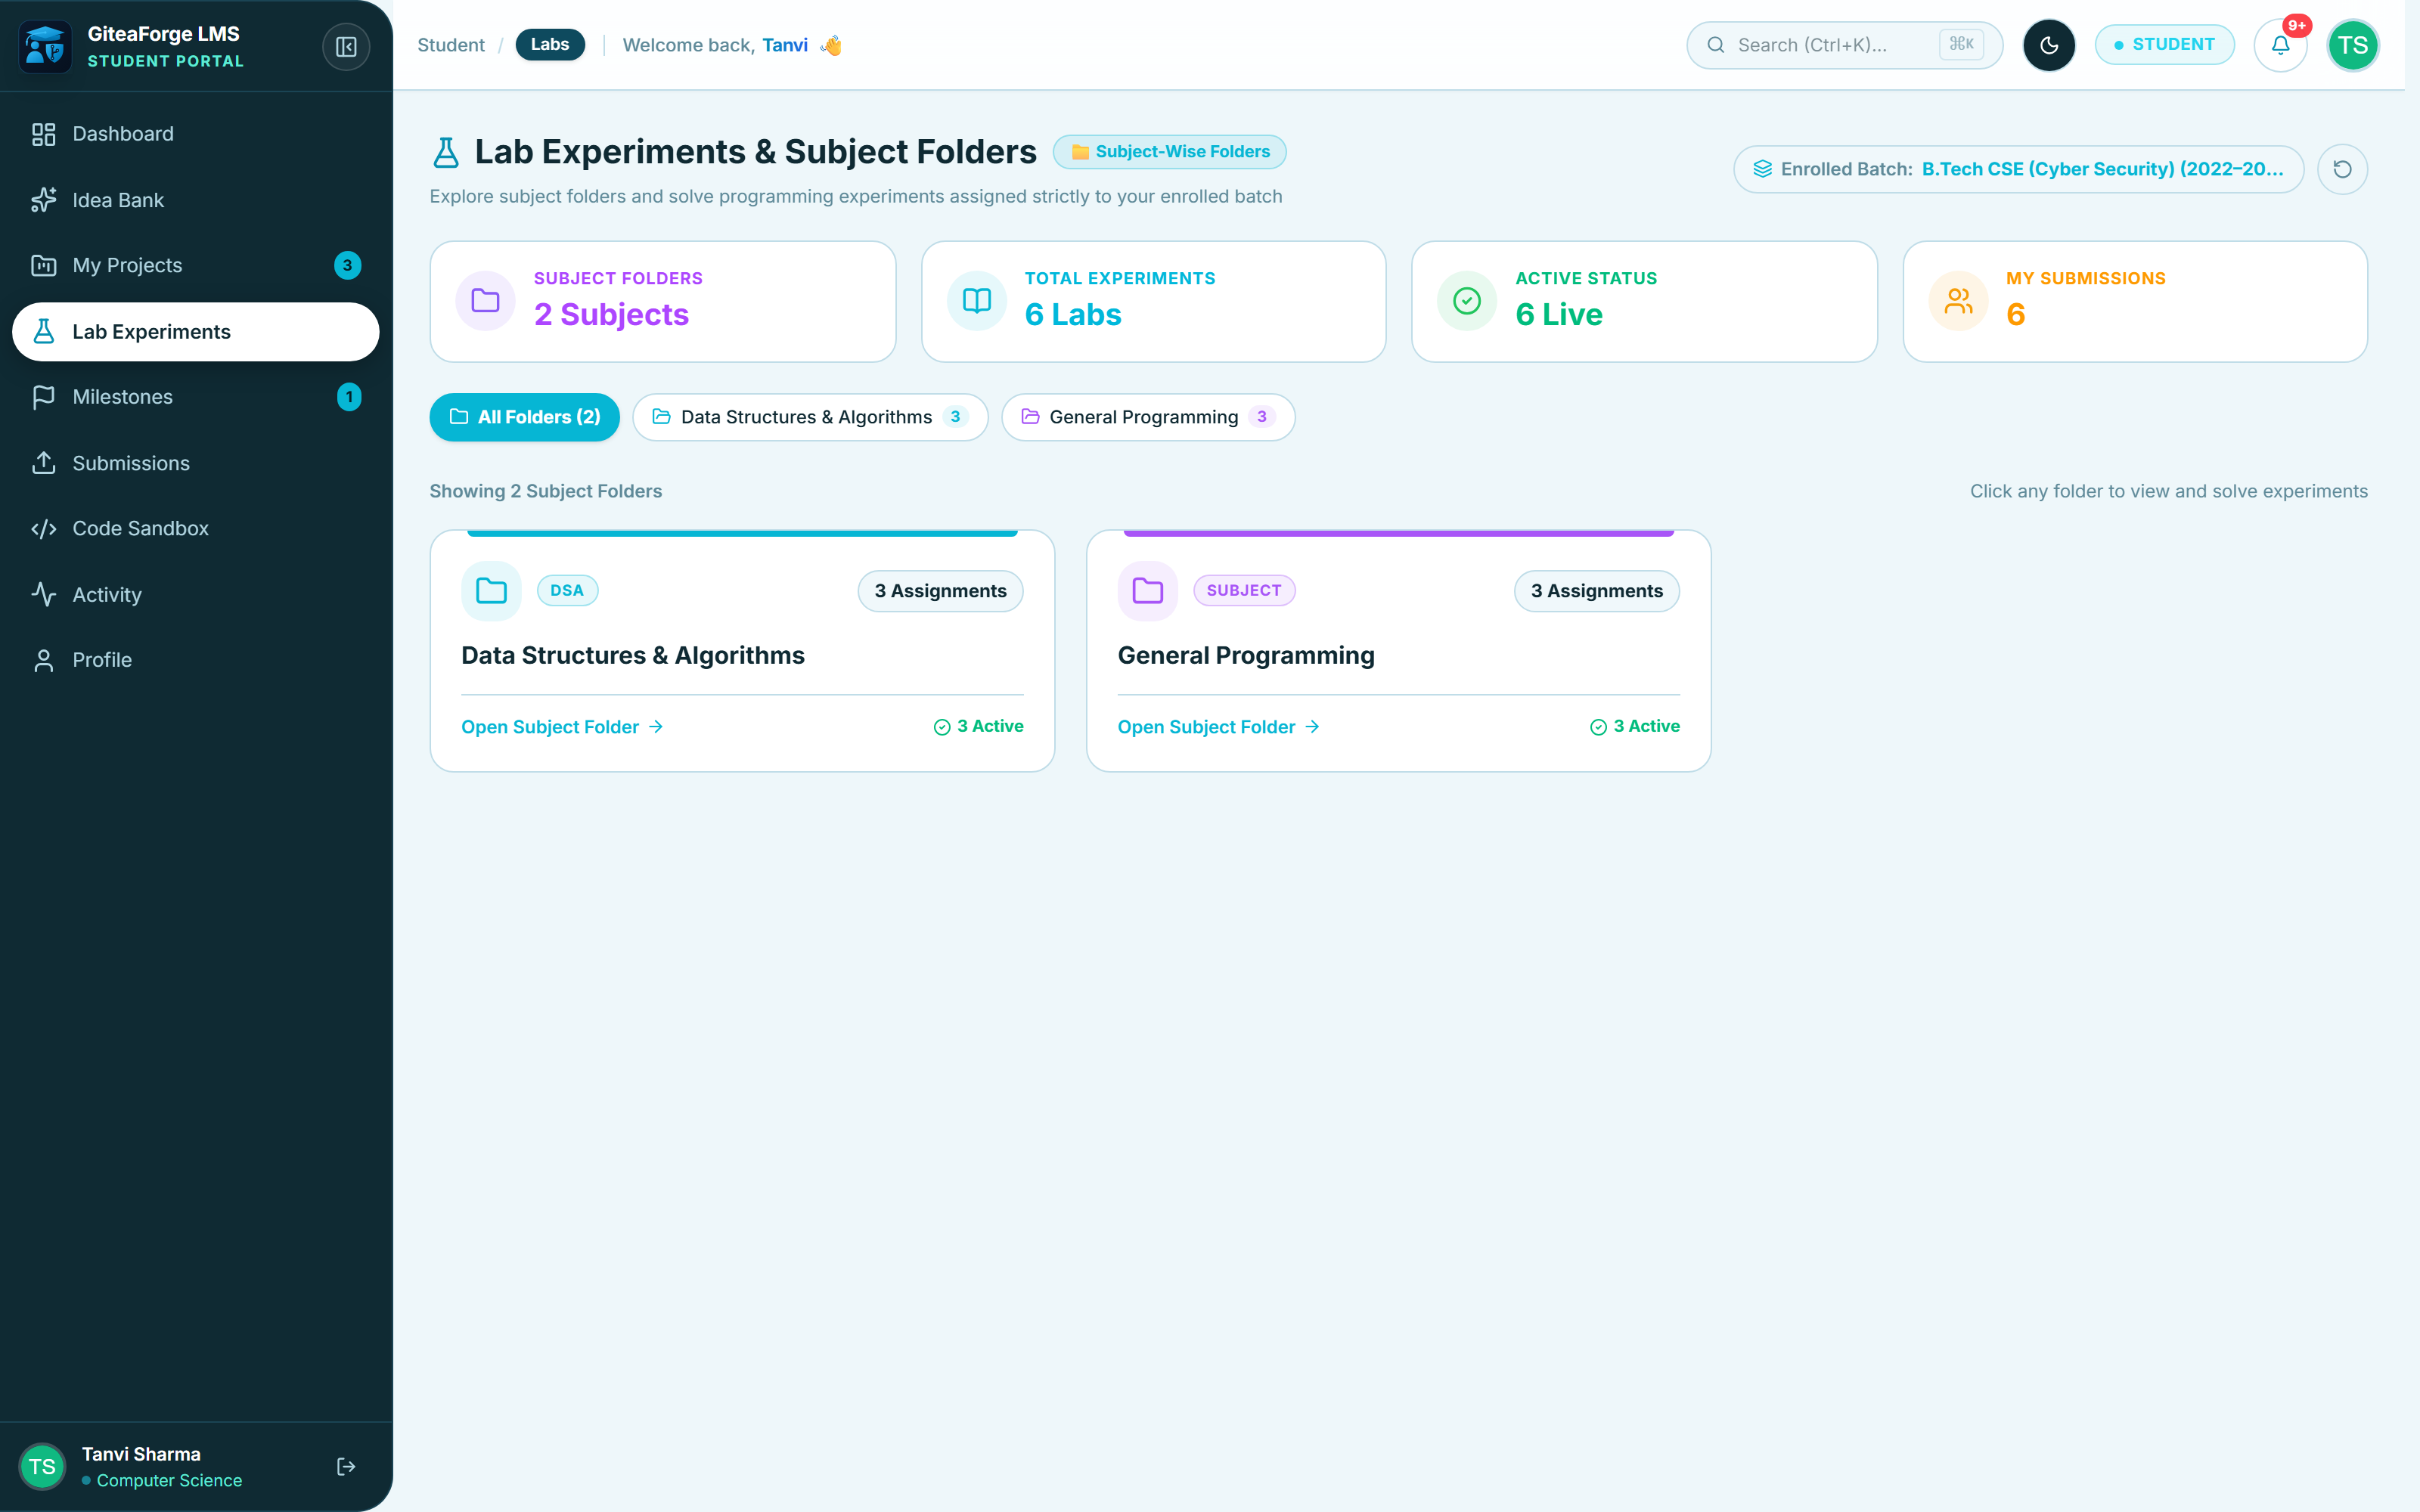 GiteaForge LMS
STUDENT PORTAL
Dashboard
Idea Bank
My Projects 3
Lab Experiments
Milestones 1
Submissions
Code Sandbox
Activity
Profile
TS Tanvi Sharma
Computer Science
Student / Labs | Welcome back, Tanvi 👋
Search (Ctrl+K)... ⌘K
STUDENT
9+
TS
Lab Experiments & Subject Folders
Subject-Wise Folders
Explore subject folders and solve programming experiments assigned strictly to your enrolled batch
Enrolled Batch: B.Tech CSE (Cyber Security) (2022–20...
SUBJECT FOLDERS
2 Subjects
TOTAL EXPERIMENTS
6 Labs
ACTIVE STATUS
6 Live
MY SUBMISSIONS
6
All Folders (2)
Data Structures & Algorithms 3
General Programming 3
Showing 2 Subject Folders
Click any folder to view and solve experiments
DSA
3 Assignments
Data Structures & Algorithms
Open Subject Folder →
3 Active
SUBJECT
3 Assignments
General Programming
Open Subject Folder →
3 Active